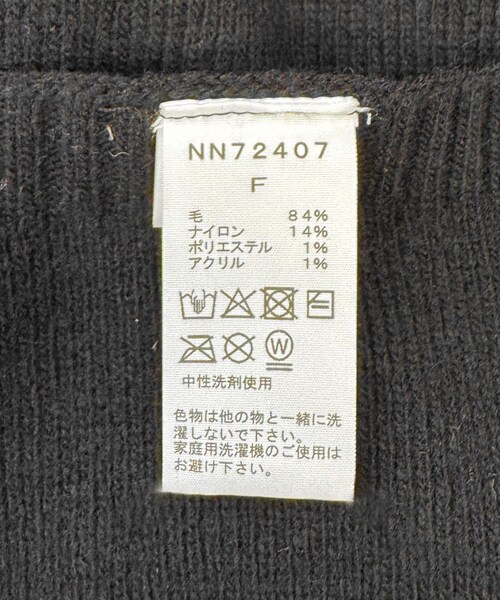 NN72407
F
毛 84%
ナイロン 14%
ポリエステル 1%
アクリル 1%
W
中性洗剤使用
色物は他の物と一緒に洗
濯しないで下さい。
家庭用洗濯機のご使用は
お避け下さい。